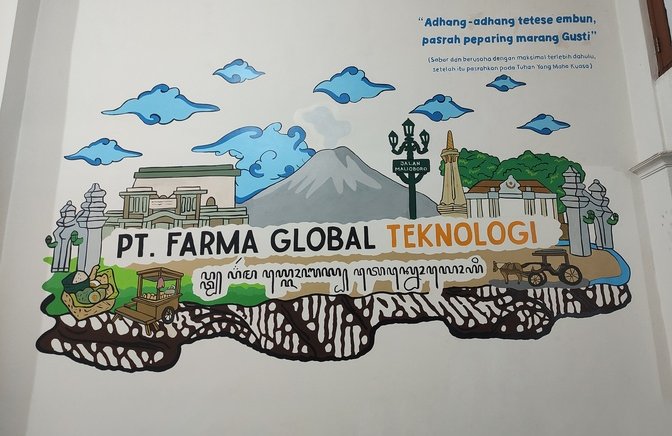 "Adhang-adhang tetese embun,
pasrah peparing marang Gusti"
(Sabar dan berusaha dengan maksimal terlebih dahulu,
setelah itu pasrahkan pada Tuhan Yang Maha Kuasa)
JALAN
MALIOBORO
PT. FARMA GLOBAL TEKNOLOGI